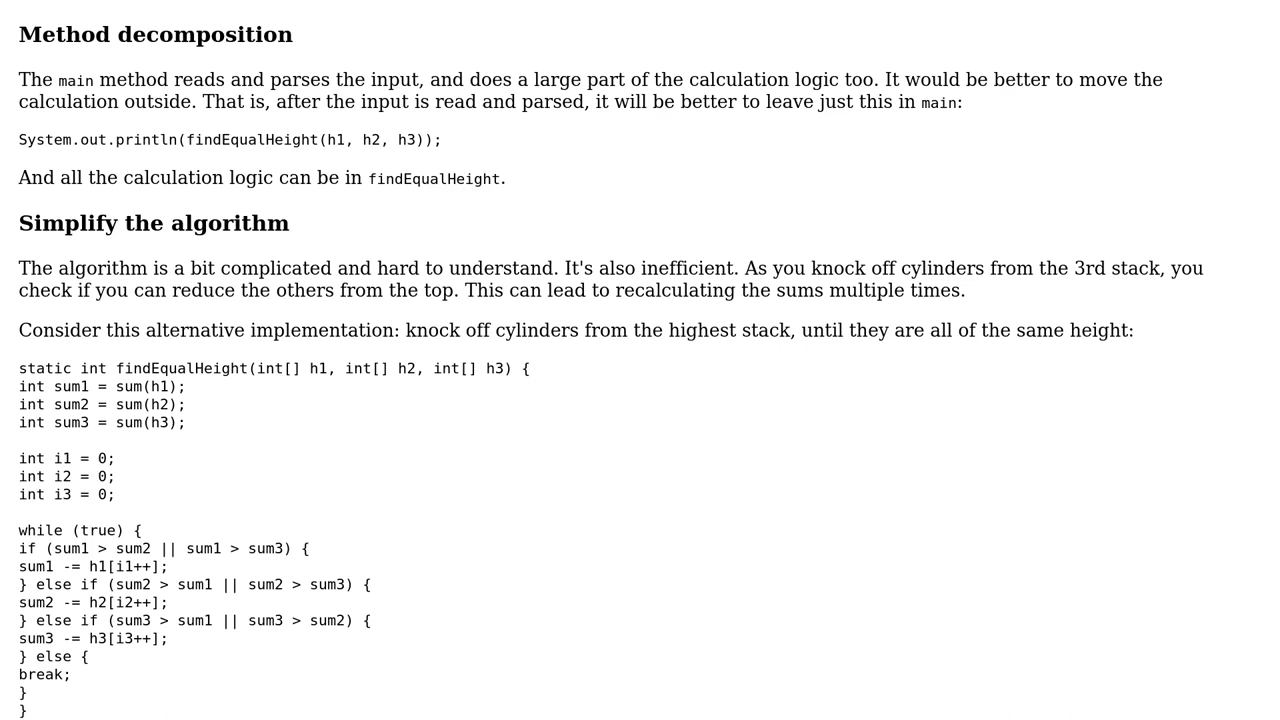 Method decomposition
The main method reads and parses the input, and does a large part of the calculation logic too. It would be better to move the
calculation outside. That is, after the input is read and parsed, it will be better to leave just this in main:
System.out.println(findEqualHeight(h1, h2, h3));
And all the calculation logic can be in findEqualHeight.
Simplify the algorithm
The algorithm is a bit complicated and hard to understand. It's also inefficient. As you knock off cylinders from the 3rd stack, you
check if you can reduce the others from the top. This can lead to recalculating the sums multiple times.
Consider this alternative implementation: knock off cylinders from the highest stack, until they are all of the same height:
static int findEqualHeight(int[] h1, int[] h2, int[] h3) {
int sum1 = sum(h1);
int sum2 = sum(h2);
int sum3 = sum(h3);
int i1 = 0;
int i2 = 0;
int i3 = 0;
while (true) {
if (sum1 > sum2 || sum1 > sum3) {
sum1 -= h1[i1++];
} else if (sum2 > sum1 || sum2 > sum3) {
sum2 -= h2[i2++];
} else if (sum3 > sum1 || sum3 > sum2) {
sum3 -= h3[i3++];
} else {
break;
}
}